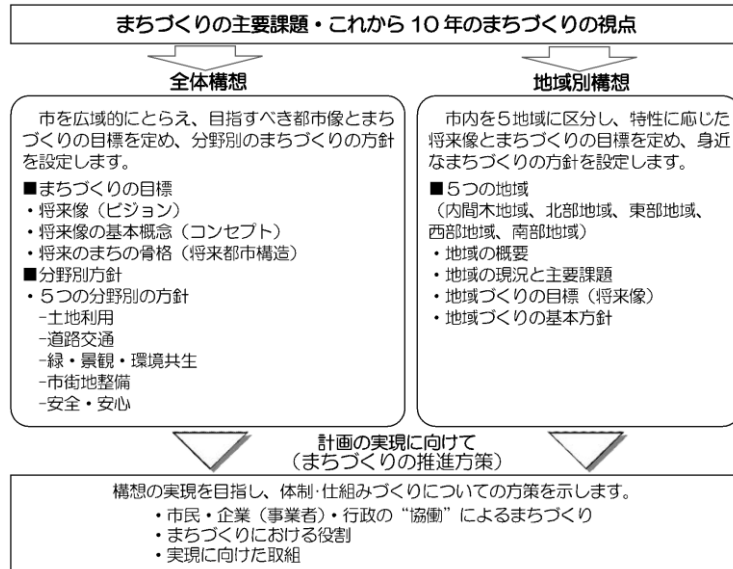 まちづくりの主要課題・これから10年のまちづくりの視点
全体構想
市を広域的にとらえ、目指すべき都市像とまち
づくりの目標を定め、分野別のまちづくりの方針
を設定します。
■まちづくりの目標
・将来像（ビジョン）
・将来像の基本概念（コンセプト）
・将来のまちの骨格（将来都市構造）
■分野別方針
・５つの分野別の方針
-土地利用
-道路交通
-緑・景観・環境共生
-市街地整備
-安全・安心
地域別構想
市内を５地域に区分し、特性に応じた
将来像とまちづくりの目標を定め、身近
なまちづくりの方針を設定します。
■５つの地域
（内間木地域、北部地域、東部地域、
西部地域、南部地域）
・地域の概要
・地域の現況と主要課題
・地域づくりの目標（将来像）
・地域づくりの基本方針
計画の実現に向けて
（まちづくりの推進方策）
構想の実現を目指し、体制･仕組みづくりについての方策を示します。
・市民・企業（事業者）・行政の“協働”によるまちづくり
・まちづくりにおける役割
・実現に向けた取組